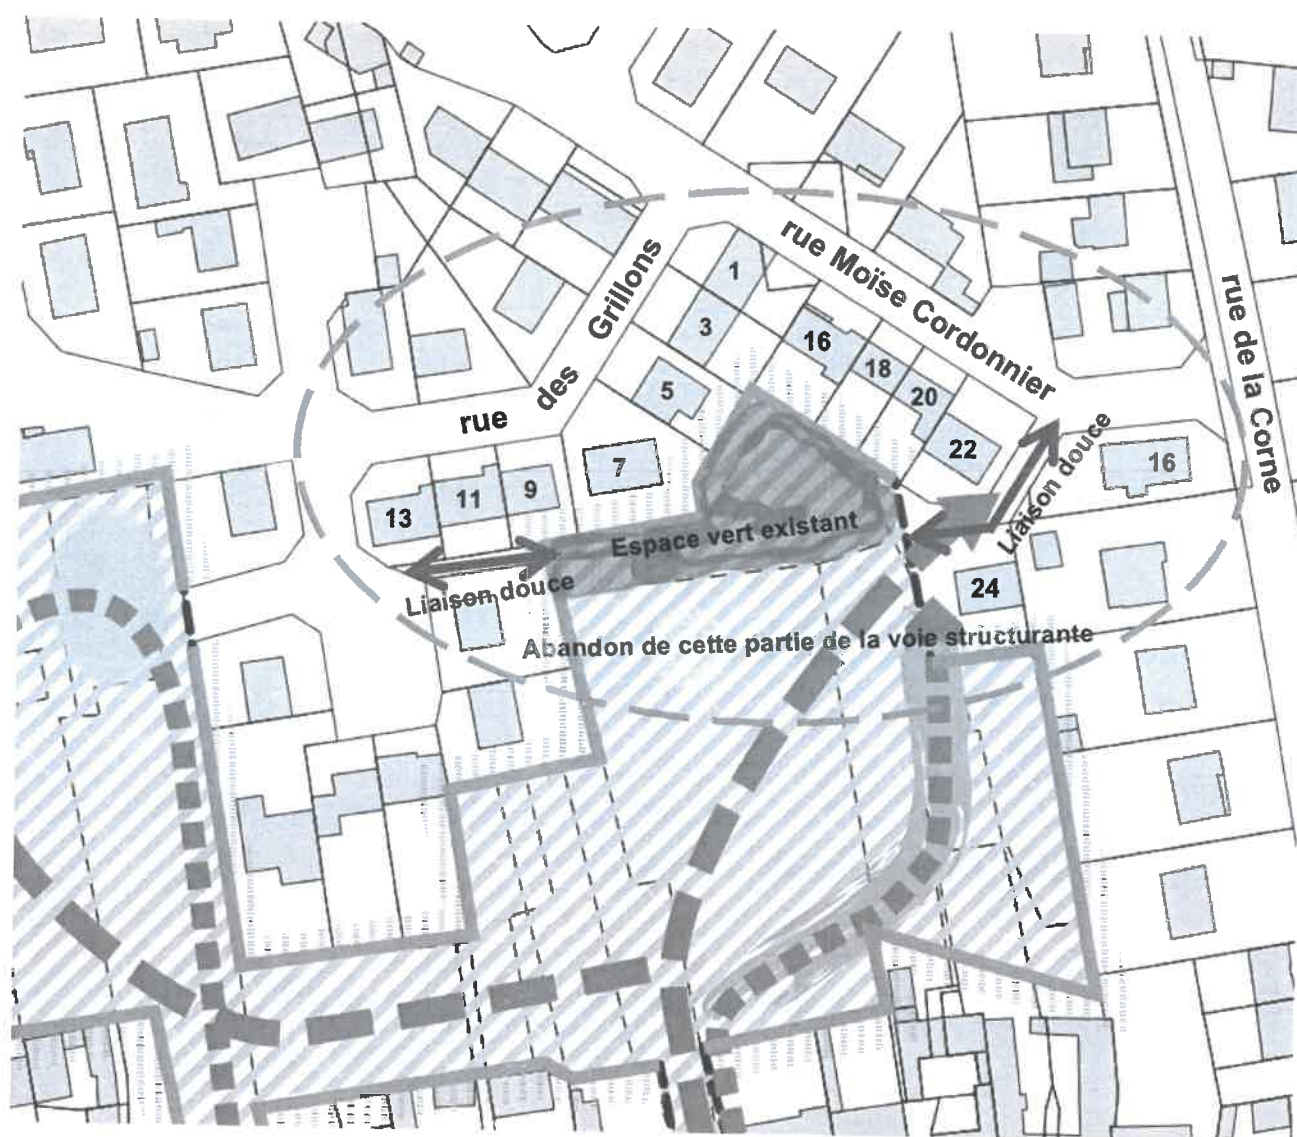 rue Moïse Cordonnier
rue de la Corne
rue des Grillons
1
3
5
7
16
18
20
22
16
9
11
13
Liaison douce
Espace vert existant
Liaison douce
24
Abandon de cette partie de la voie structurante